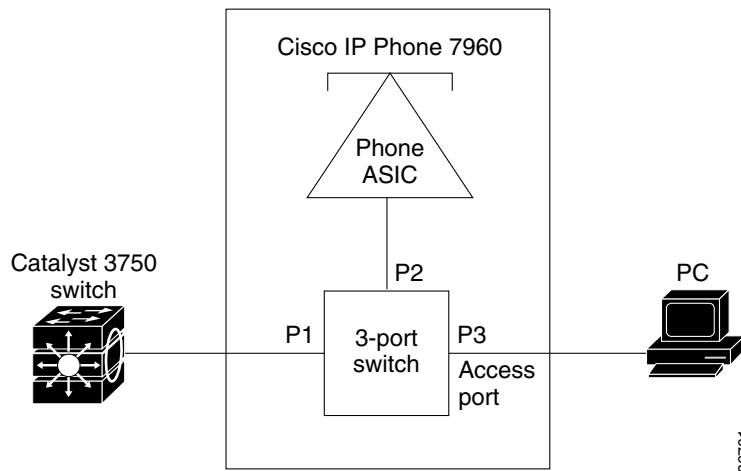 Cisco IP Phone 7960
Phone
ASIC
Catalyst 3750
switch
P2
PC
P1
3-port
switch
P3
Access
port